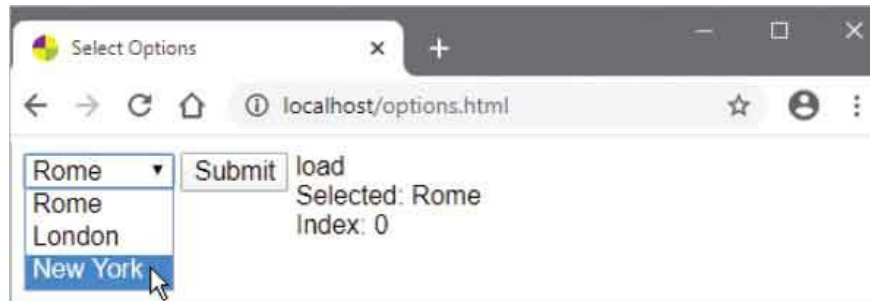 Select Options
localhost/options.html
Rome Submit load
Selected: Rome
Index: 0
Rome
London
New York